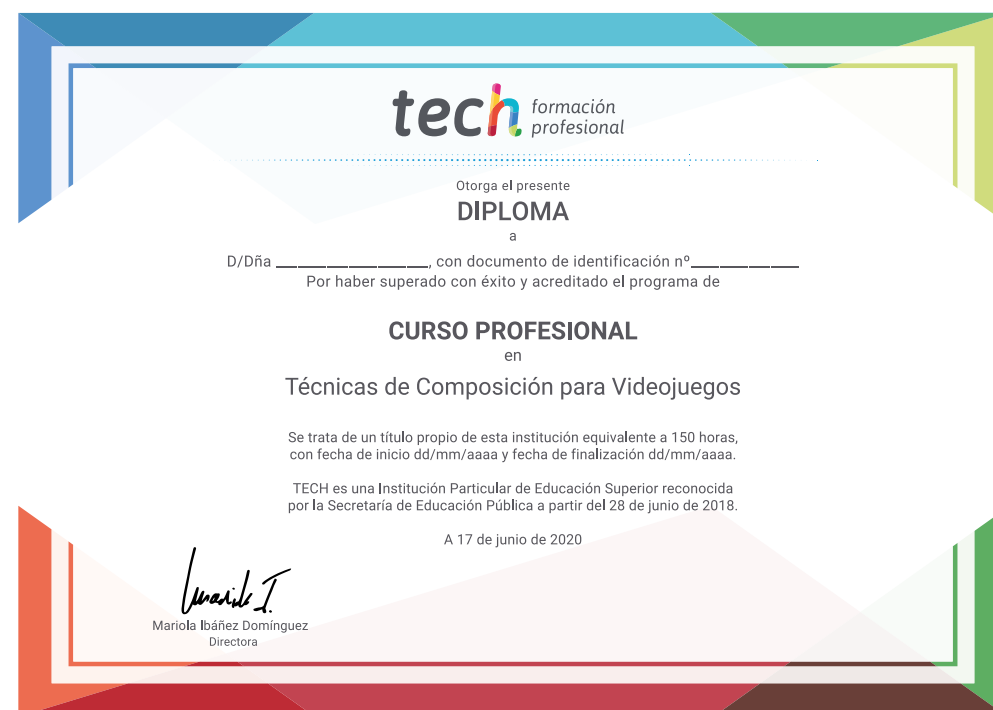 tech formación
profesional
Otorga el presente
DIPLOMA
a
D/Dña ____________________, con documento de identificación nº______________
Por haber superado con éxito y acreditado el programa de
CURSO PROFESIONAL
en
Técnicas de Composición para Videojuegos
Se trata de un título propio de esta institución equivalente a 150 horas,
con fecha de inicio dd/mm/aaaa y fecha de finalización dd/mm/aaaa.
TECH es una Institución Particular de Educación Superior reconocida
por la Secretaría de Educación Pública a partir del 28 de junio de 2018.
A 17 de junio de 2020
Mariola I.
Mariola Ibáñez Domínguez
Directora